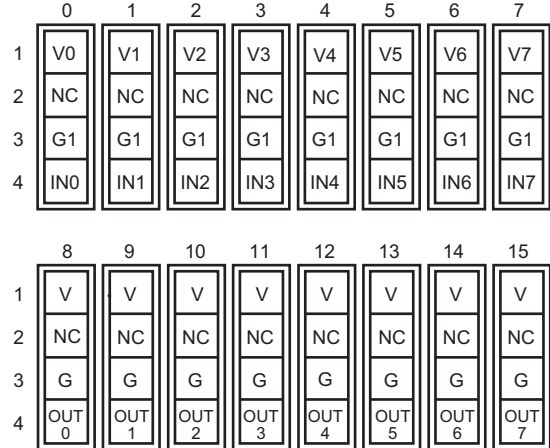 0 1 2 3 4 5 6 7
1 V0 V1 V2 V3 V4 V5 V6 V7
2 NC NC NC NC NC NC NC NC
3 G1 G1 G1 G1 G1 G1 G1 G1
4 IN0 IN1 IN2 IN3 IN4 IN5 IN6 IN7
8 9 10 11 12 13 14 15
1 V V V V V V V V
2 NC NC NC NC NC NC NC NC
3 G G G G G G G G
4 OUT OUT OUT OUT OUT OUT OUT OUT
0 1 2 3 4 5 6 7